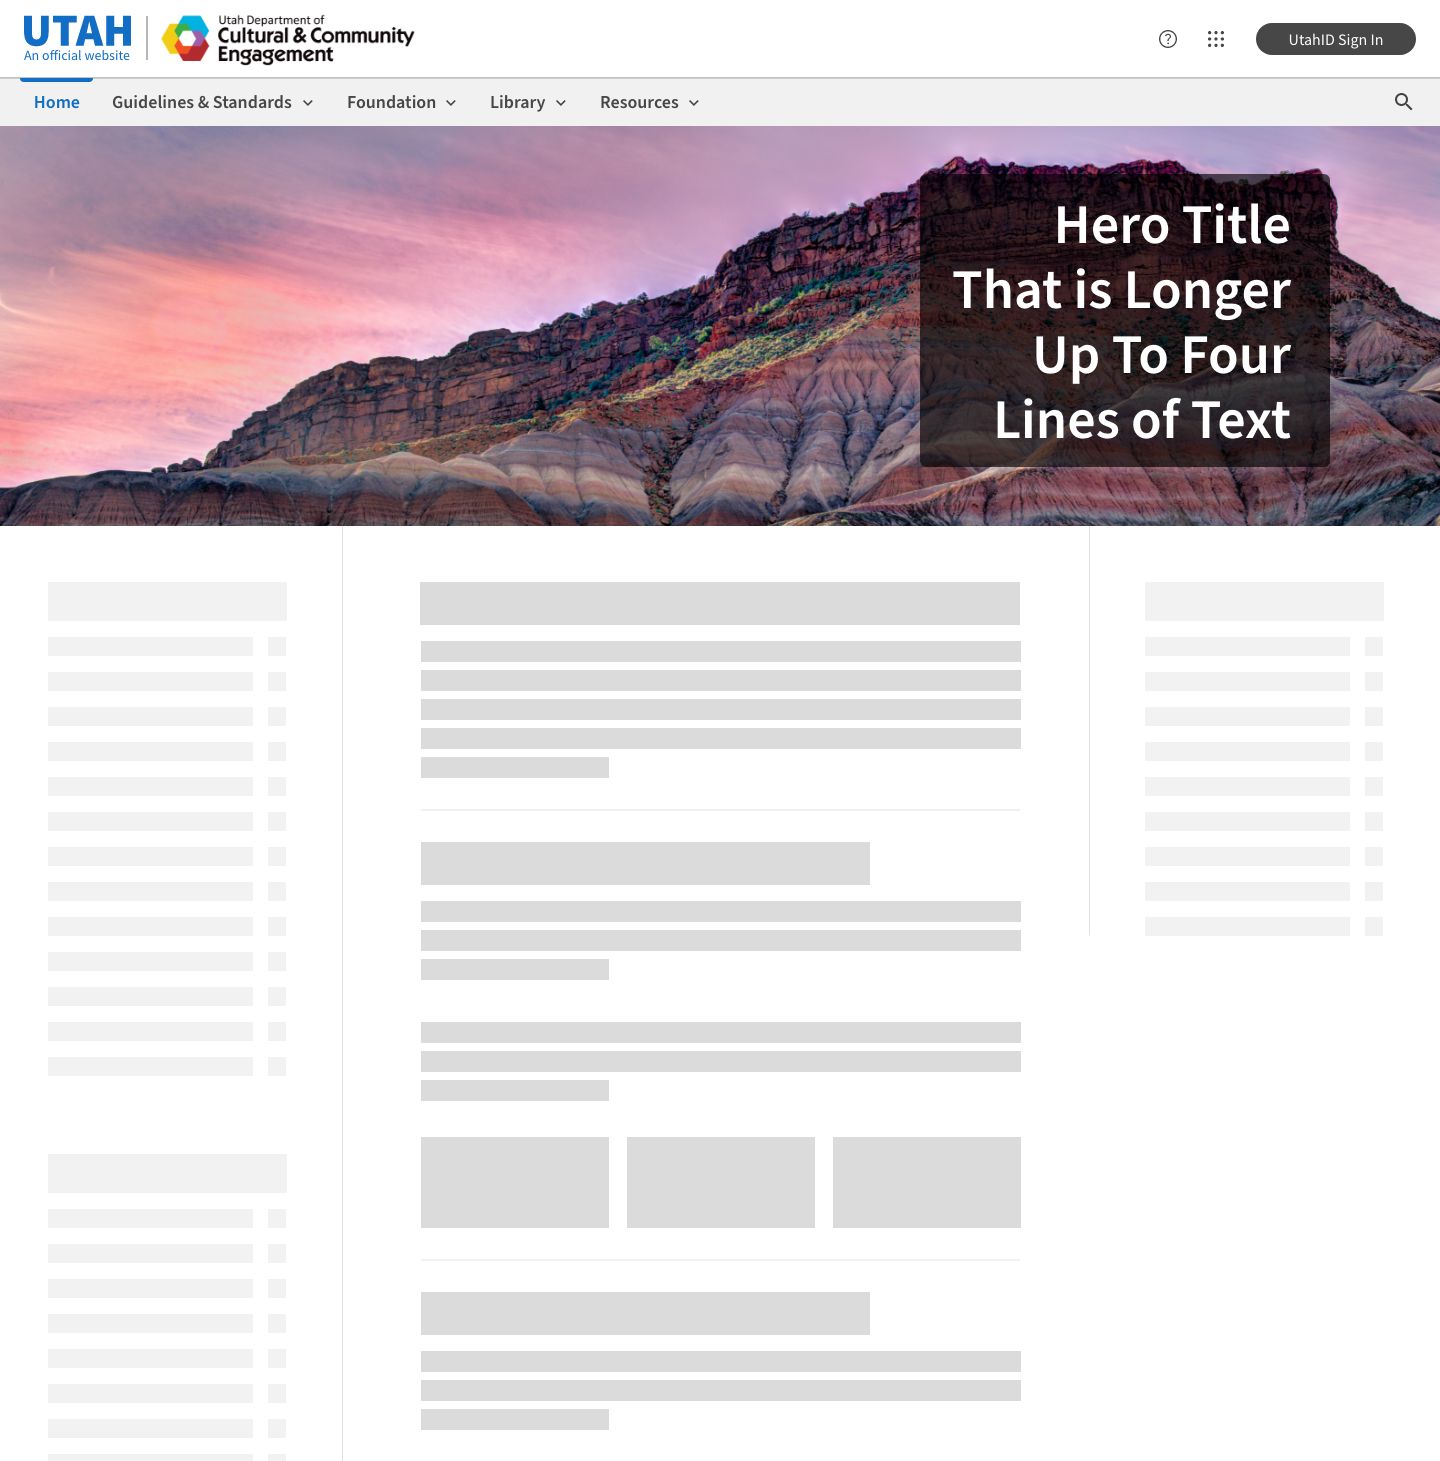 UTAH
An official website
Utah Department of
Cultural & Community
Engagement
UtahID Sign In
Home
Guidelines & Standards
Foundation
Library
Resources
Hero Title
That is Longer
Up To Four
Lines of Text